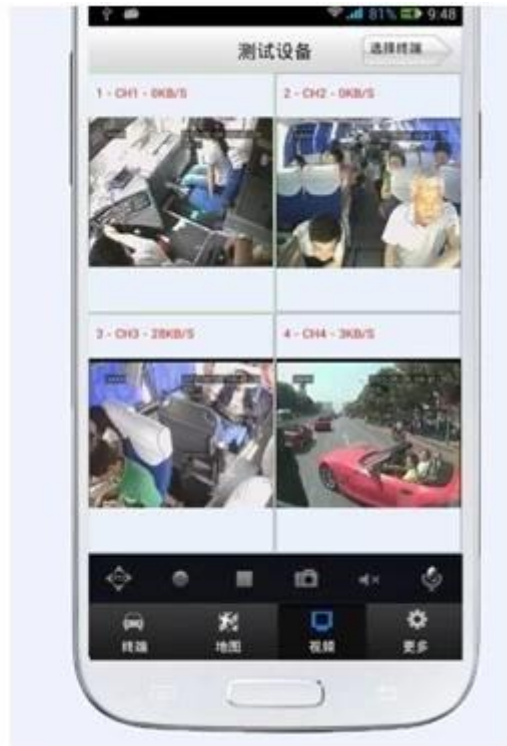 81% 9:48
测试设备 选择终端
1 - CH1 - 0KB/S
2 - CH2 - 0KB/S
3 - CH3 - 28KB/S
4 - CH4 - 3KB/S
终端 地图 视频 更多